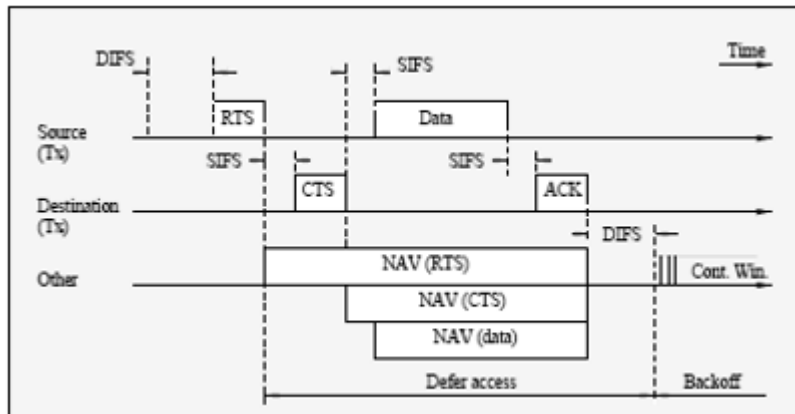 DIFS
SIFS
Time
RTS
Data
Source
(Tx)
SIFS
SIFS
CTS
ACK
Destination
(Tx)
DIFS
NAV (RTS)
Cont. Win.
Other
NAV (CTS)
NAV (data)
Defer access
Backoff